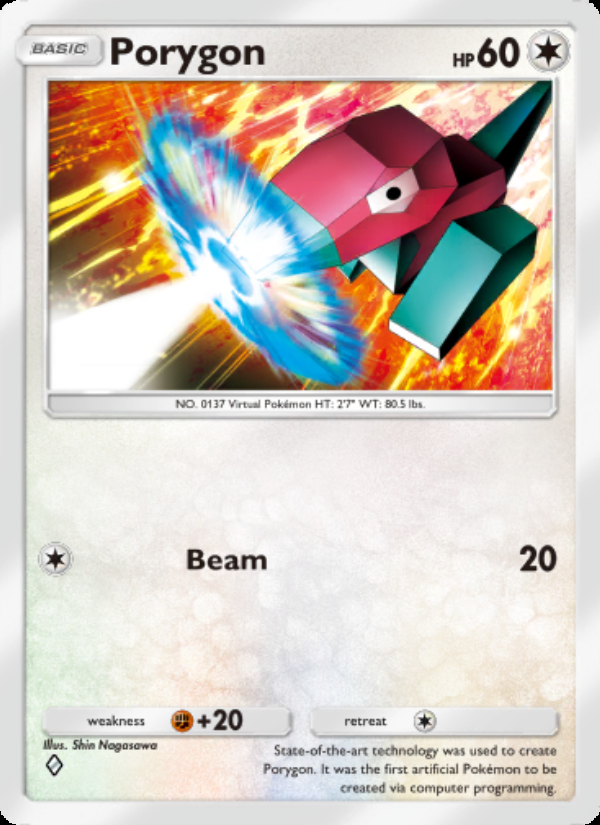 BASIC Porygon HP 60
NO. 0137 Virtual Pokémon HT: 2'7" WT: 80.5 lbs.
Beam 20
weakness +20 retreat
Illus. Shin Nagasawa
State-of-the-art technology was used to create
Porygon. It was the first artificial Pokémon to be
created via computer programming.